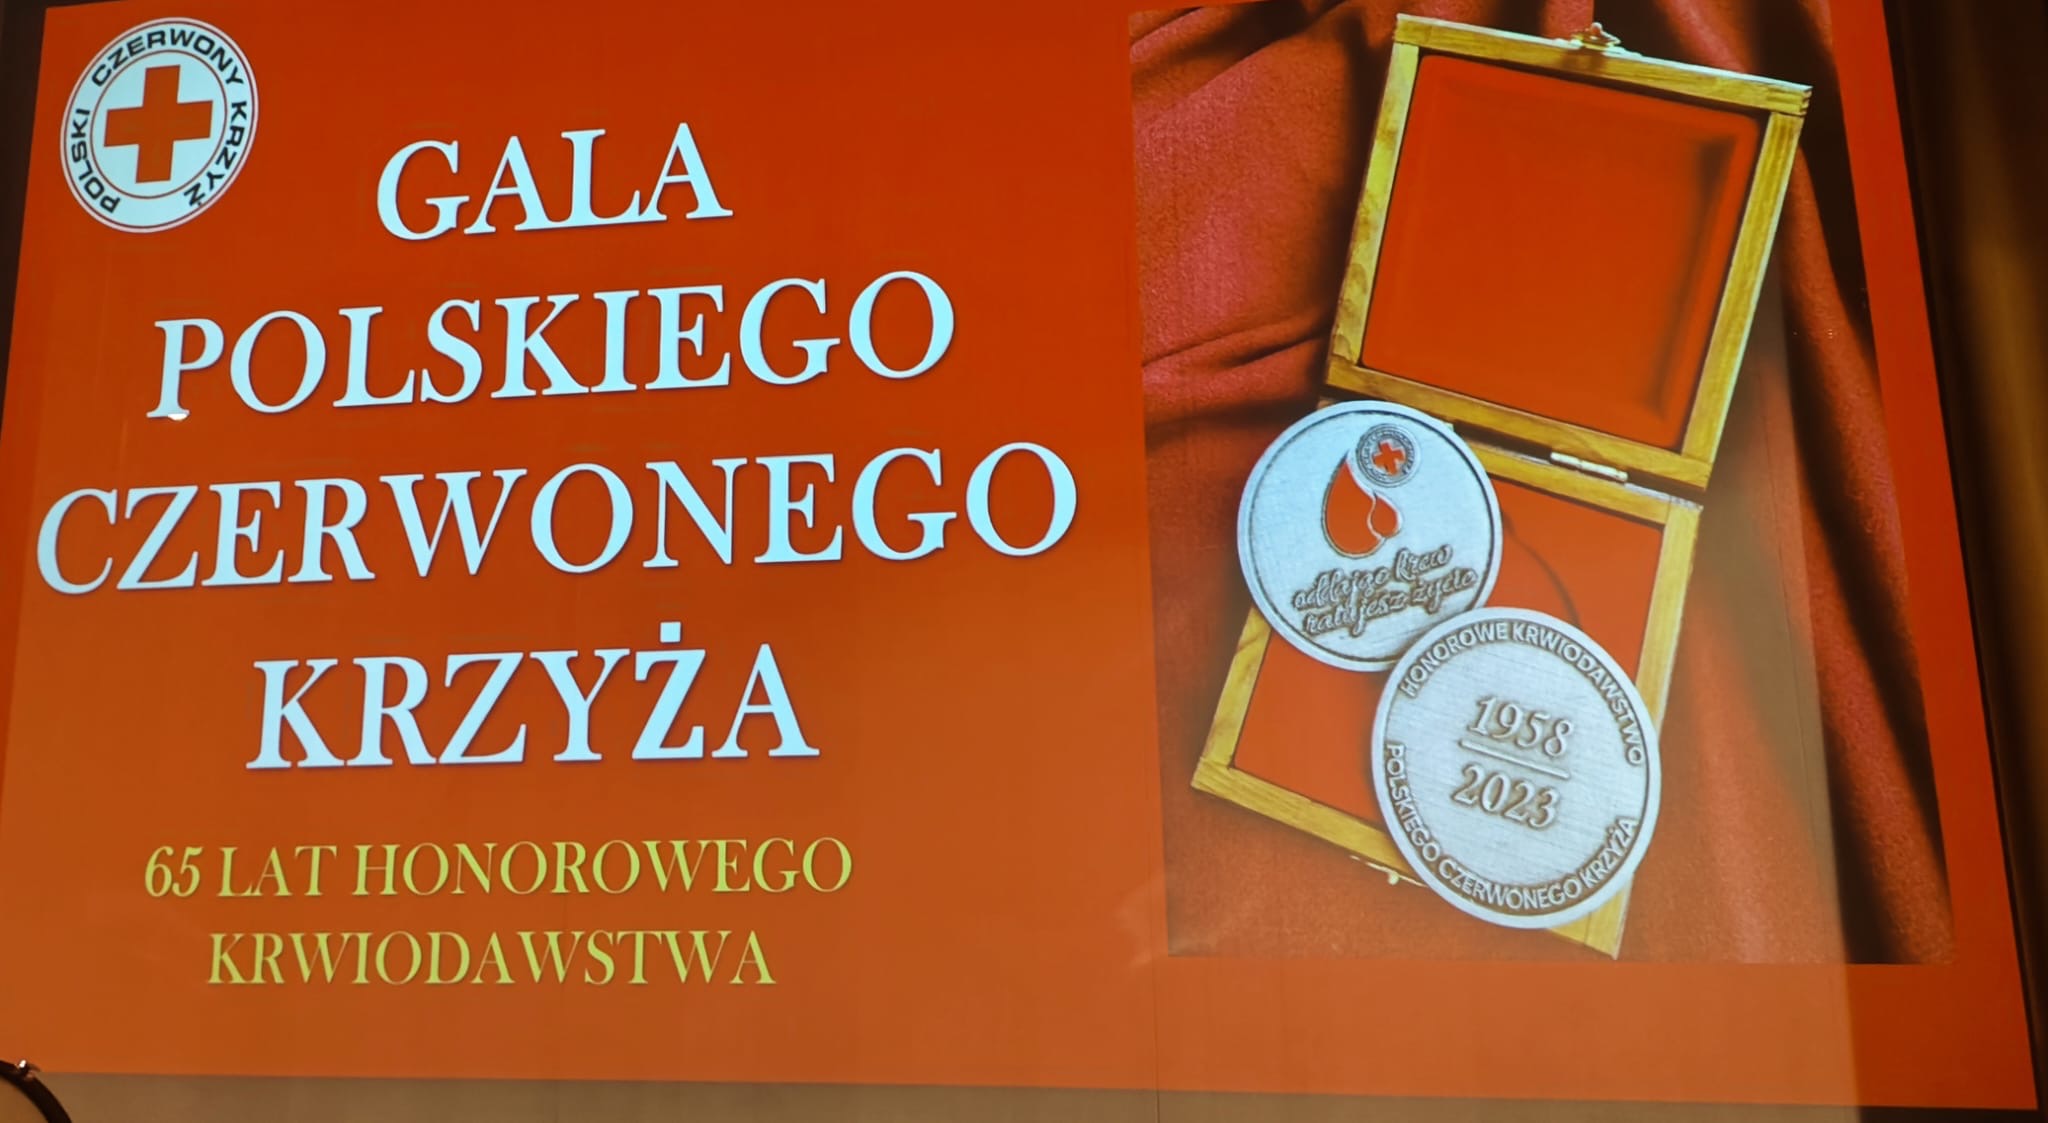 POLSKI CZERWONY KRZYŻ
GALA
POLSKIEGO
CZERWONEGO
KRZYŻA
65 LAT HONOROWEGO
KRWIODAWSTWA
oddając krew
ratujesz życie
HONOROWE KRWIODAWSTWO
1958
2023
POLSKIEGO CZERWONEGO KRZYŻA